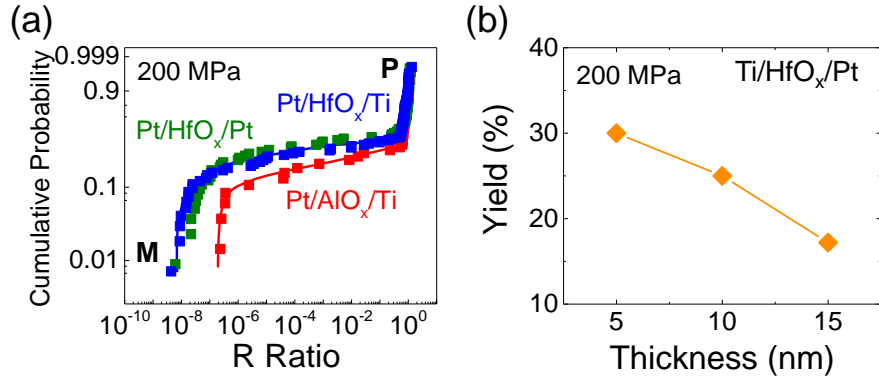 (a)
Cumulative Probability
0.999
0.9
0.1
0.01
200 MPa
P
Pt/HfOₓ/Ti
Pt/HfOₓ/Pt
Pt/AlOₓ/Ti
M
10⁻¹⁰ 10⁻⁸ 10⁻⁶ 10⁻⁴ 10⁻² 10⁰
R Ratio
(b)
Yield (%)
40
30
20
10
200 MPa Ti/HfOₓ/Pt
5 10 15
Thickness (nm)